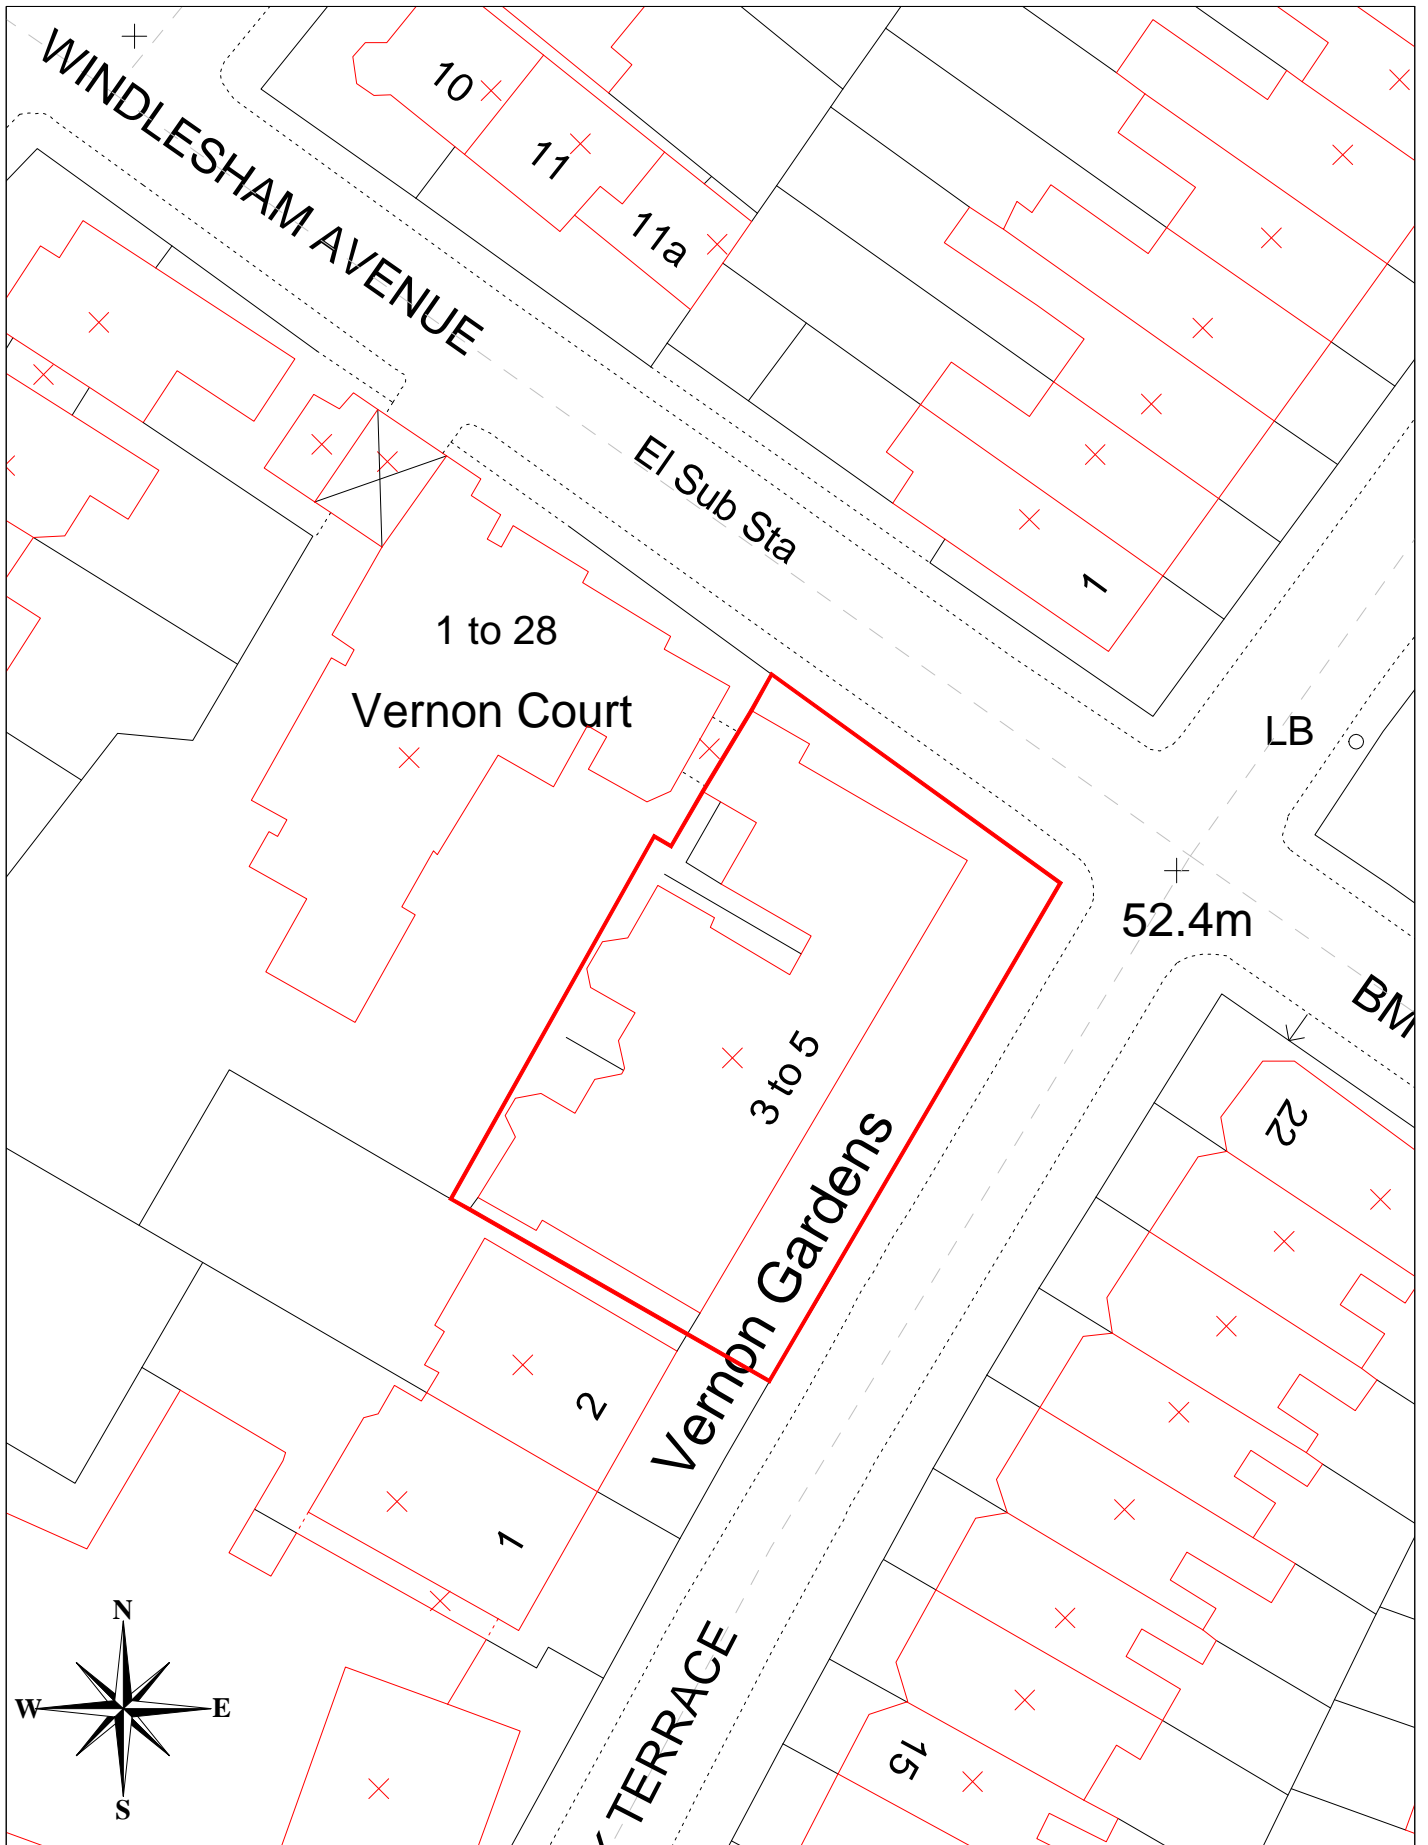 WINDLESHAM AVENUE
10
11
11a
El Sub Sta
1
1 to 28
Vernon Court
LB
52.4m
BM
3 to 5
22
Vernon Gardens
2
1
TERRACE
15
N
W
E
S